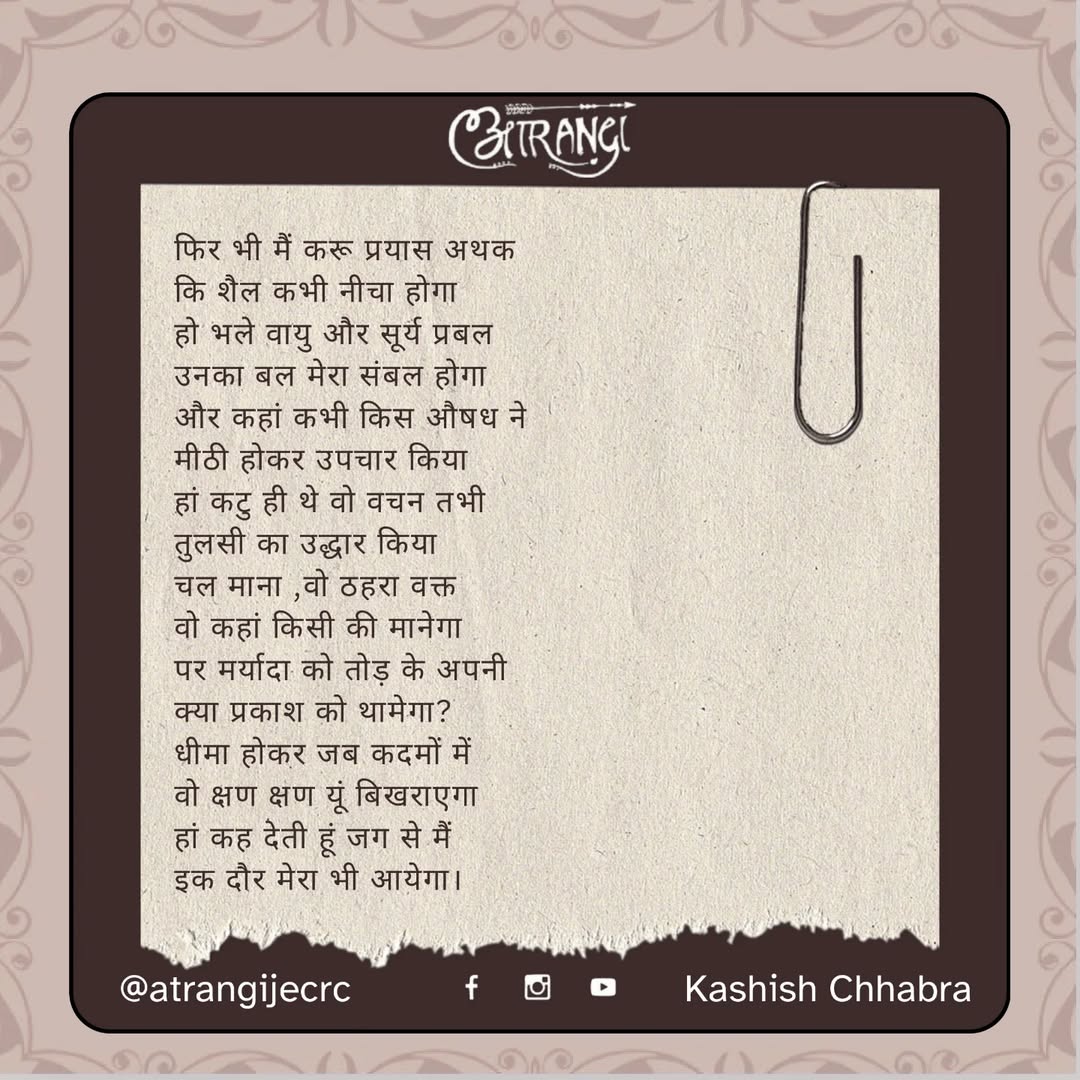 अTRANGI
फिर भी मैं करू प्रयास अथक
कि शैल कभी नीचा होगा
हो भले वायु और सूर्य प्रबल
उनका बल मेरा संबल होगा
और कहां कभी किस औषध ने
मीठी होकर उपचार किया
हां कटु ही थे वो वचन तभी
तुलसी का उद्धार किया
चल माना ,वो ठहरा वक्त
वो कहां किसी की मानेगा
पर मर्यादा को तोड़ के अपनी
क्या प्रकाश को थामेगा?
धीमा होकर जब कदमों में
वो क्षण क्षण यूं बिखराएगा
हां कह देती हूं जग से मैं
इक दौर मेरा भी आयेगा।
@atrangijecrc
Kashish Chhabra